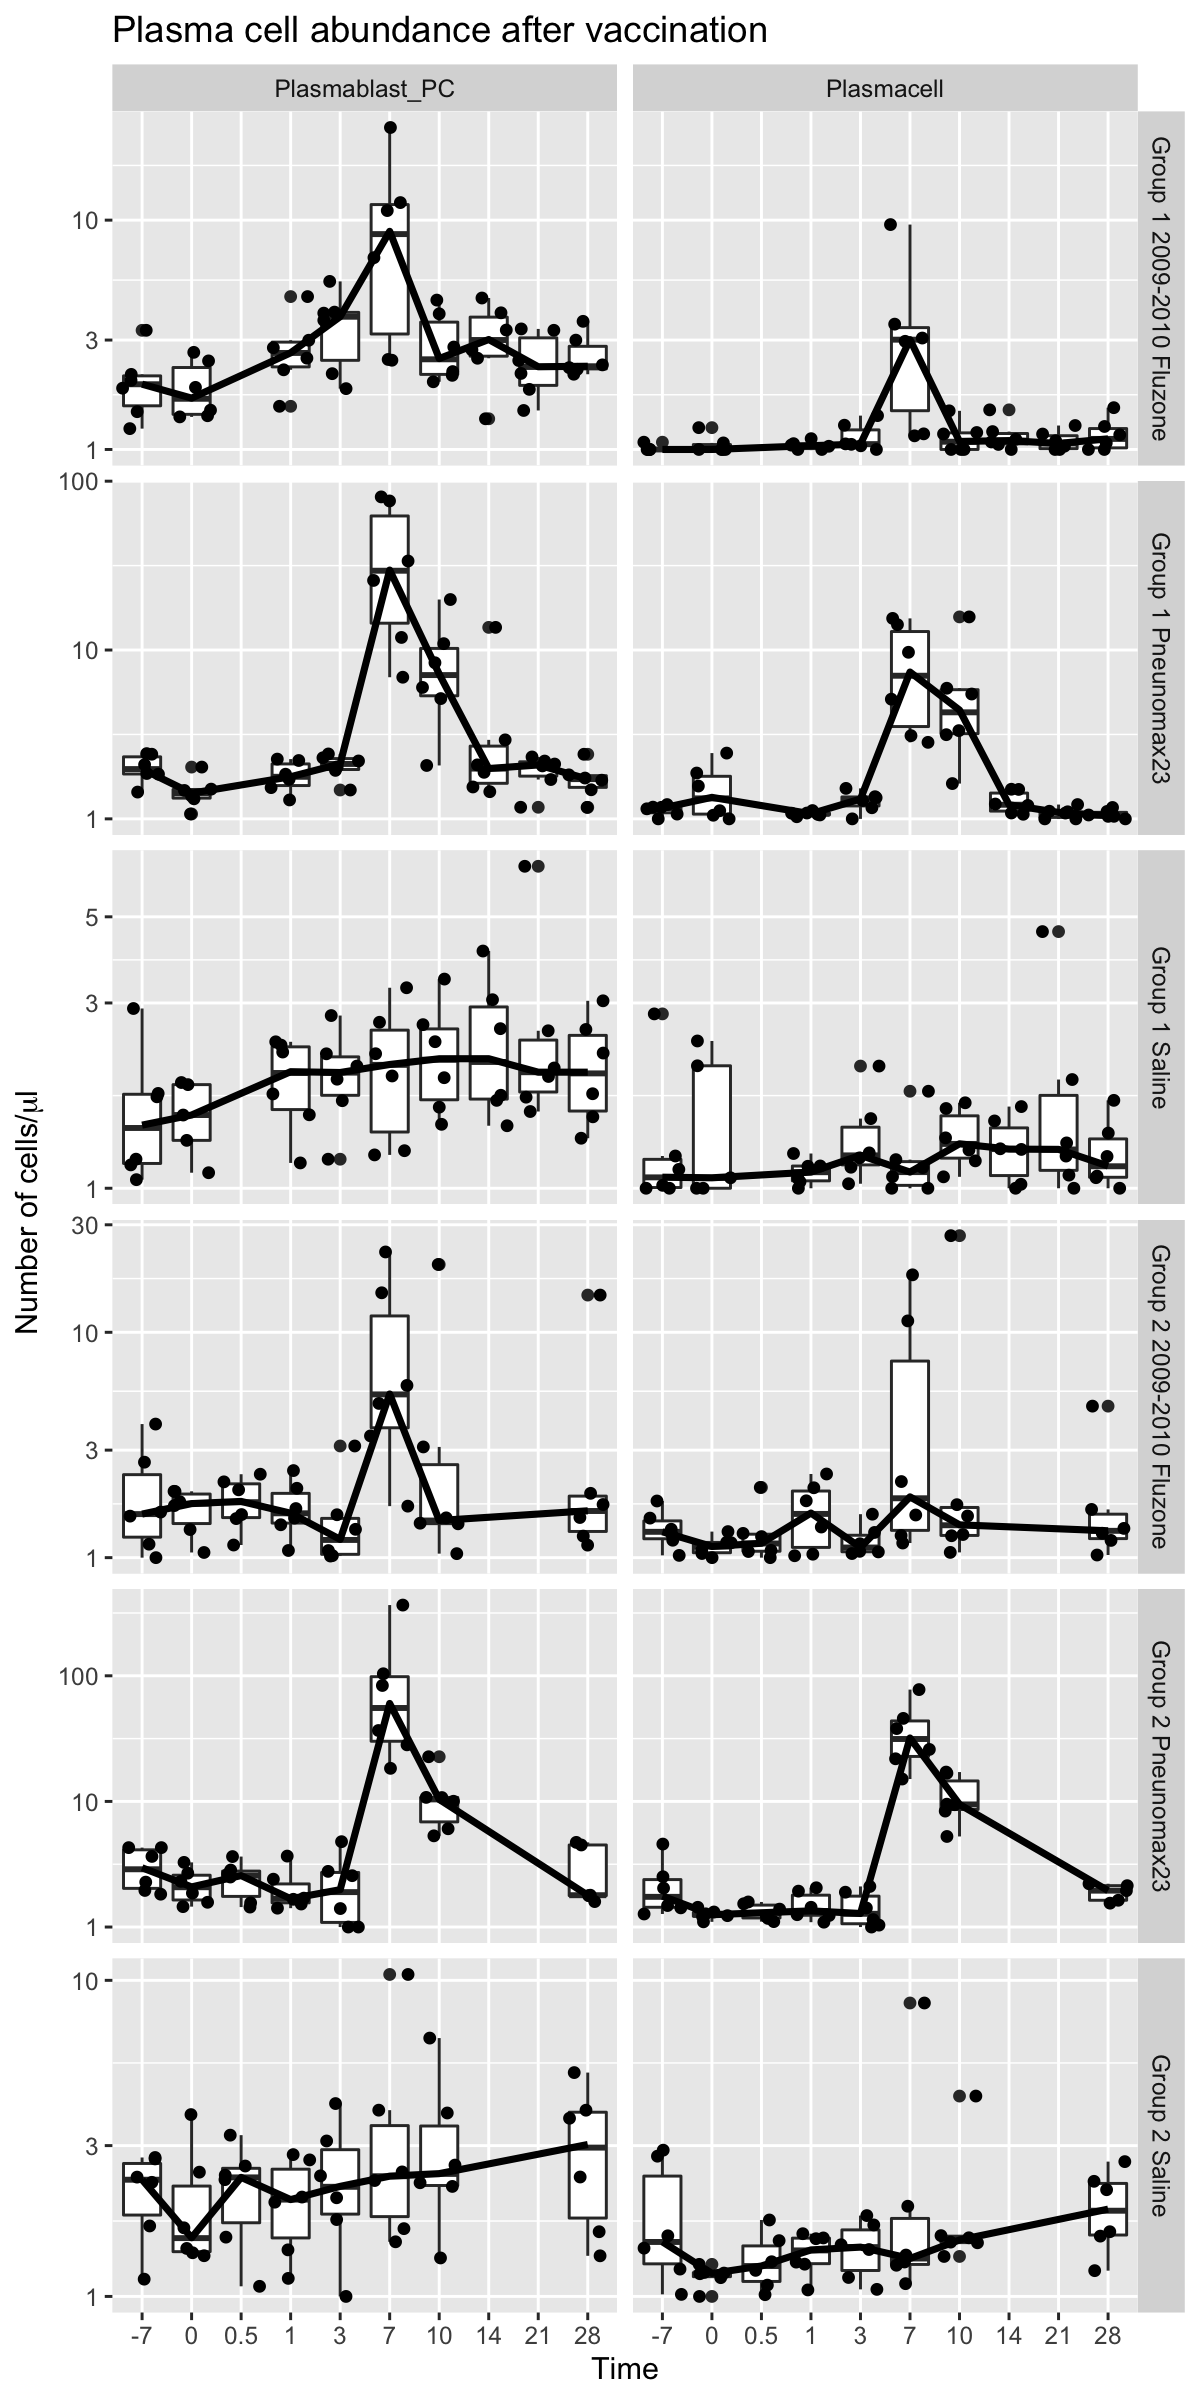 Plasma cell abundance after vaccination
Plasmablast_PC
Plasmacell
10
3
1
Group 1 2009-2010 Fluzone
100
10
1
Group 1 Pneunomax23
5
3
1
Group 1 Saline
Number of cells/µl
30
10
3
1
Group 2 2009-2010 Fluzone
100
10
1
Group 2 Pneunomax23
10
3
1
Group 2 Saline
-7 0 0.5 1 3 7 10 14 21 28
-7 0 0.5 1 3 7 10 14 21 28
Time